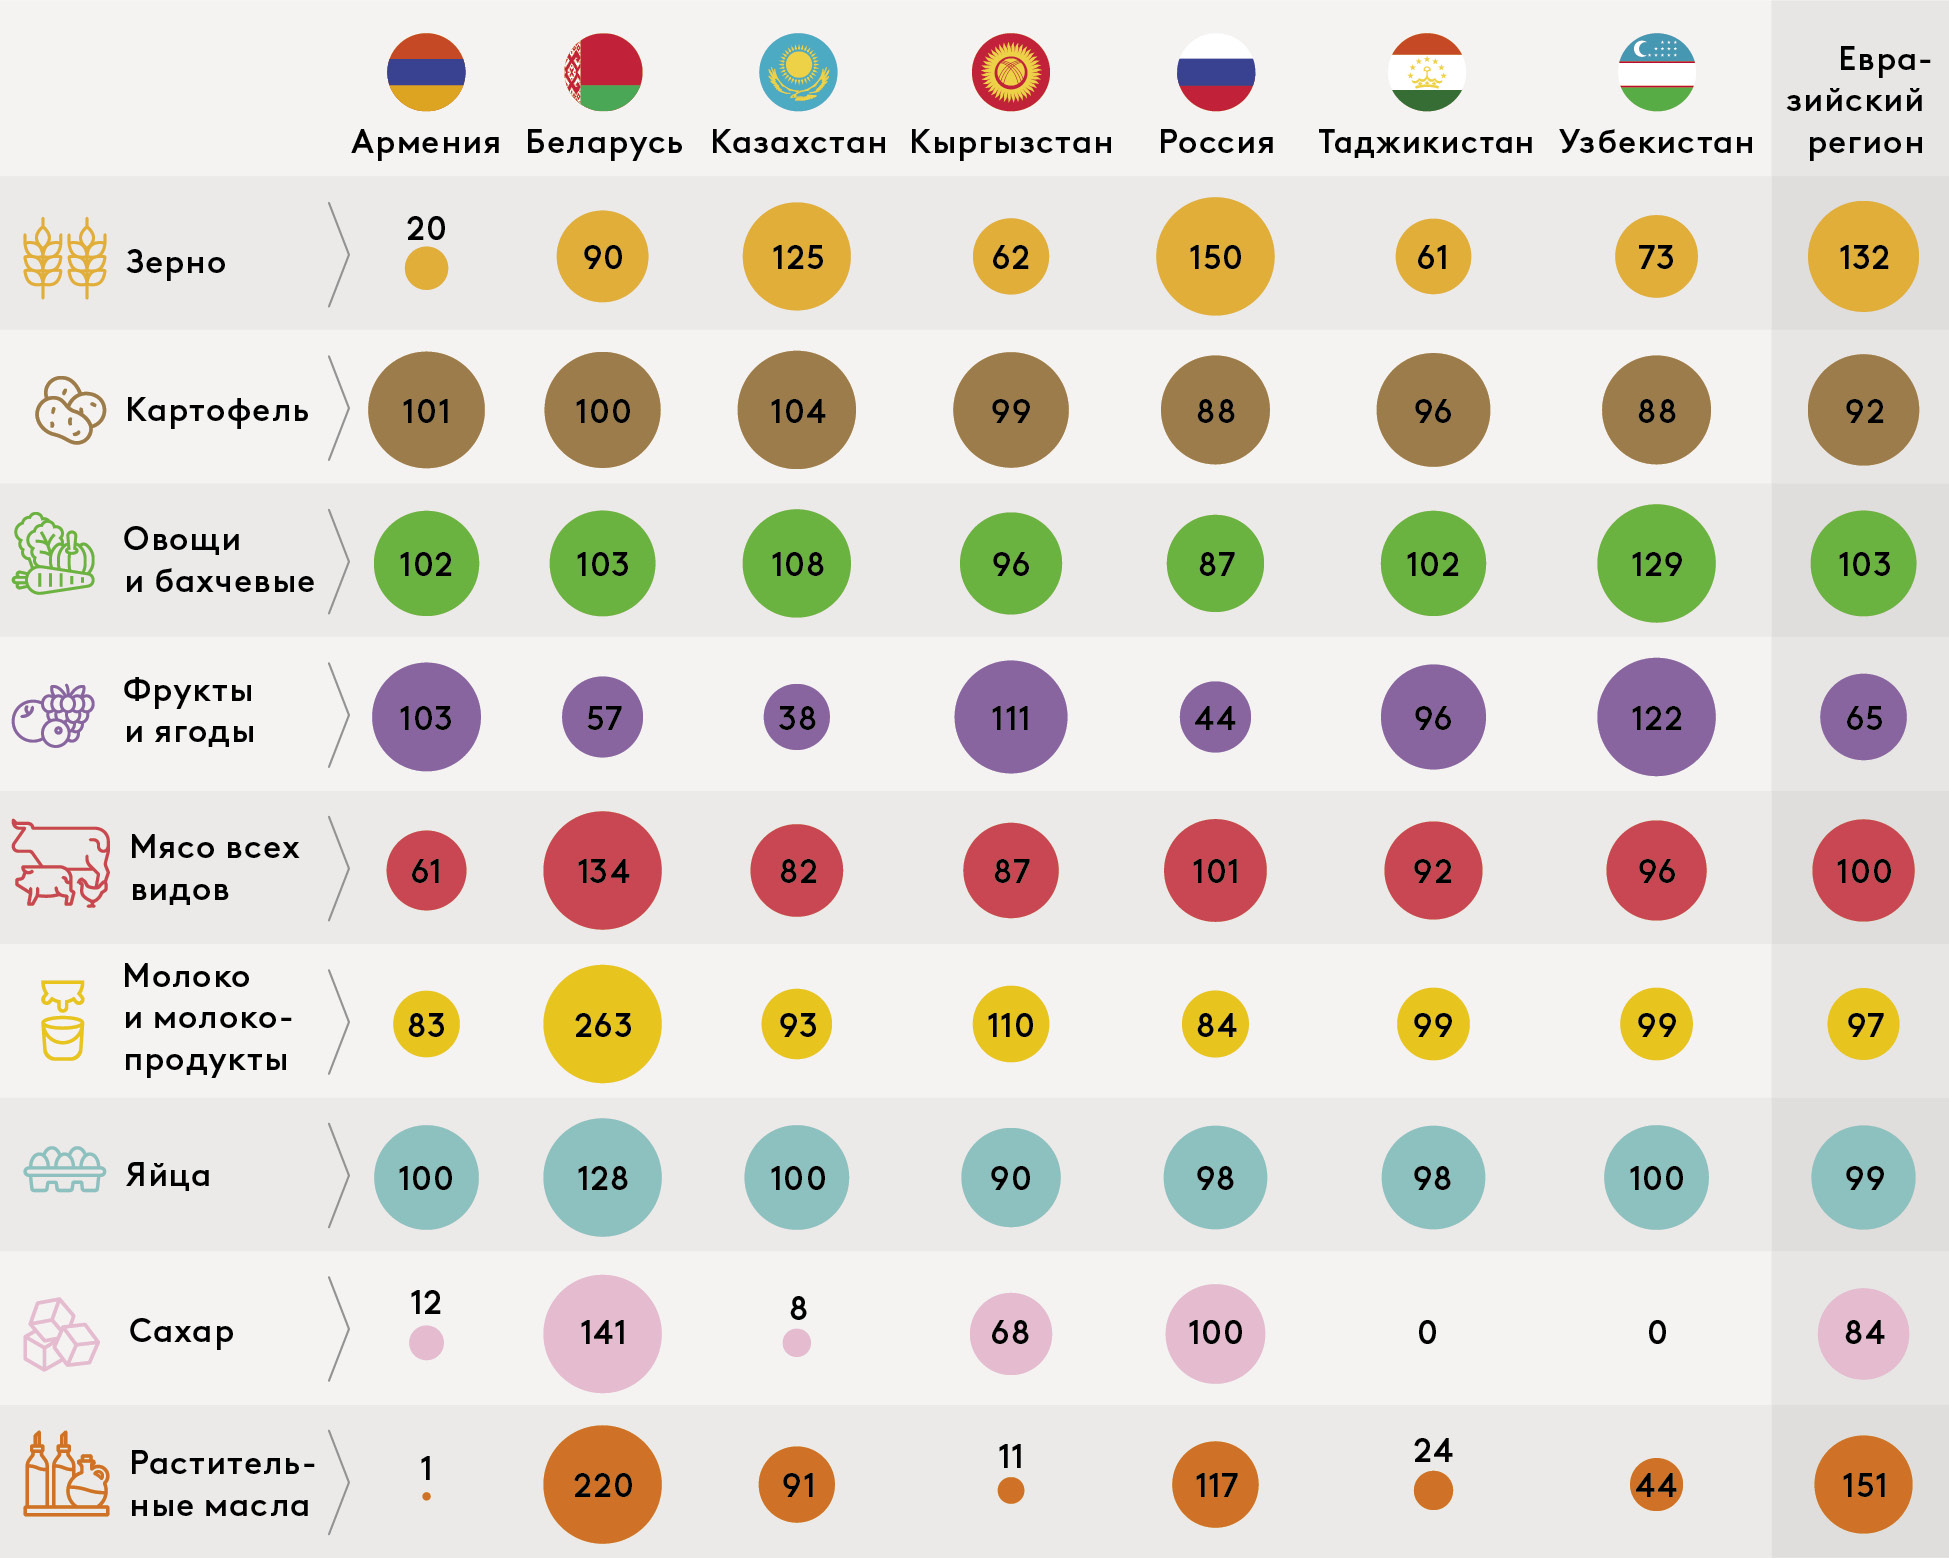 Армения Беларусь Казахстан Кыргызстан Россия Таджикистан Узбекистан
Евра-
зийский
регион
Зерно 20 90 125 62 150 61 73 132
Картофель 101 100 104 99 88 96 88 92
Овощи
и бахчевые 102 103 108 96 87 102 129 103
Фрукты
и ягоды 103 57 38 111 44 96 122 65
Мясо всех
видов 61 134 82 87 101 92 96 100
Молоко
и молоко-
продукты 83 263 93 110 84 99 99 97
Яйца 100 128 100 90 98 98 100 99
Сахар 12 141 8 68 100 0 0 84
Раститель-
ные масла 1 220 91 11 117 24 44 151